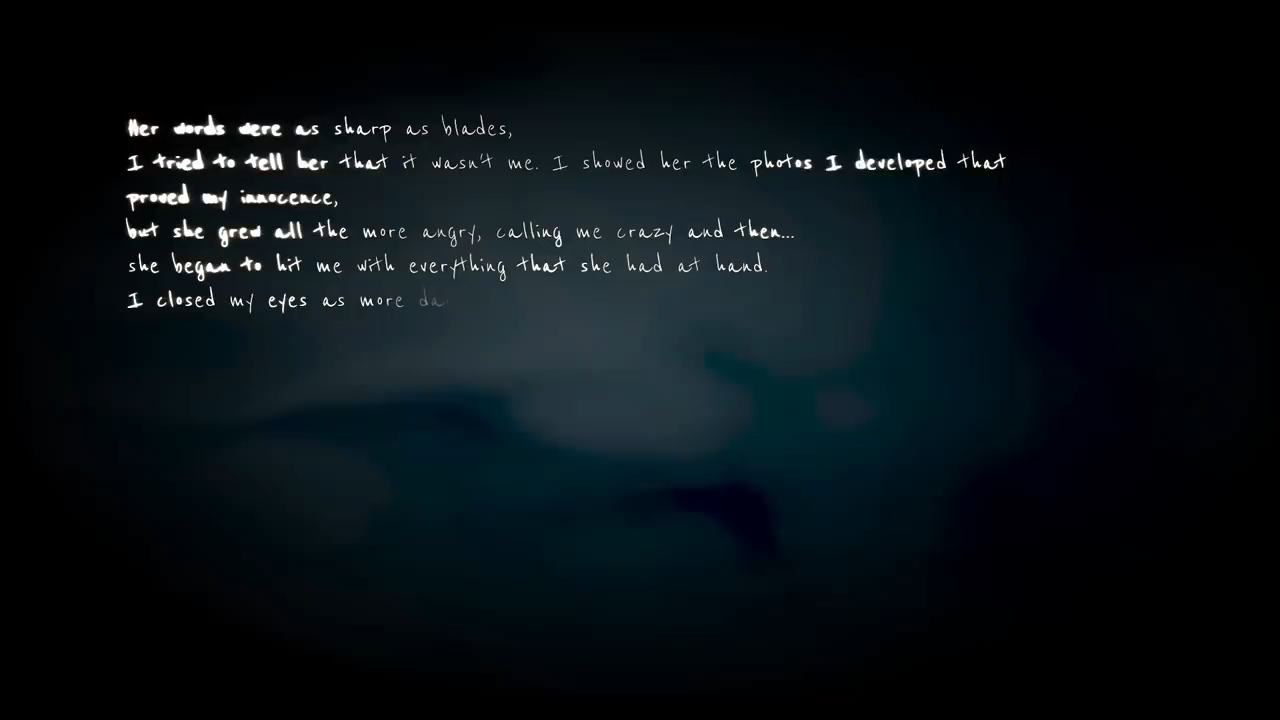 Her words were as sharp as blades,
I tried to tell her that it wasn't me. I showed her the photos I developed that
proved my innocence,
but she grew all the more angry, calling me crazy and then...
she began to hit me with everything that she had at hand.
I closed my eyes as more